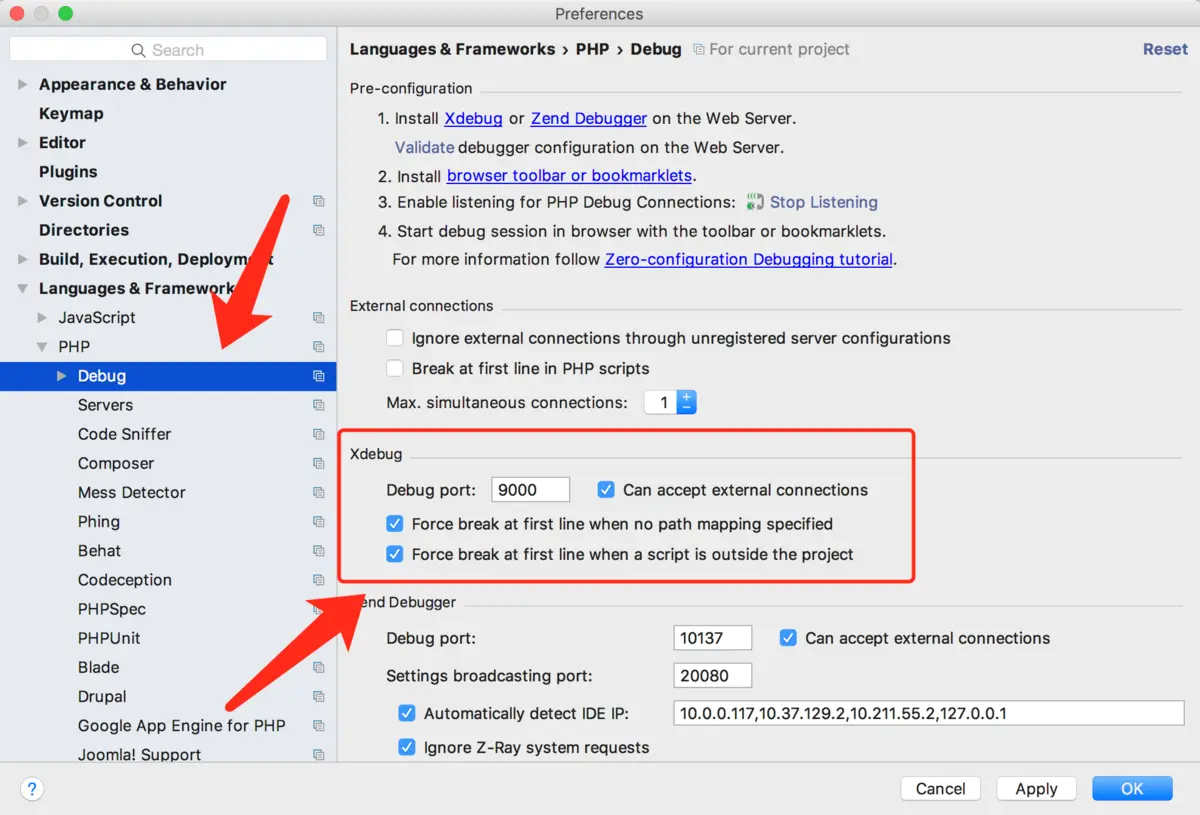 Preferences
Search
Appearance & Behavior
Keymap
Editor
Plugins
Version Control
Directories
Build, Execution, Deployment
Languages & Frameworks
JavaScript
PHP
Debug
Servers
Code Sniffer
Composer
Mess Detector
Phing
Behat
Codeception
PHPSpec
PHPUnit
Blade
Drupal
Google App Engine for PHP
Joomla! Support
Languages & Frameworks › PHP › Debug For current project Reset
Pre-configuration
1. Install Xdebug or Zend Debugger on the Web Server.
Validate debugger configuration on the Web Server.
2. Install browser toolbar or bookmarklets.
3. Enable listening for PHP Debug Connections: Stop Listening
4. Start debug session in browser with the toolbar or bookmarklets.
For more information follow Zero-configuration Debugging tutorial.
External connections
Ignore external connections through unregistered server configurations
Break at first line in PHP scripts
Max. simultaneous connections: 1
Xdebug
Debug port: 9000 Can accept external connections
Force break at first line when no path mapping specified
Force break at first line when a script is outside the project
Zend Debugger
Debug port: 10137 Can accept external connections
Settings broadcasting port: 20080
Automatically detect IDE IP: 10.0.0.117,10.37.129.2,10.211.55.2,127.0.0.1
Ignore Z-Ray system requests
? Cancel Apply OK